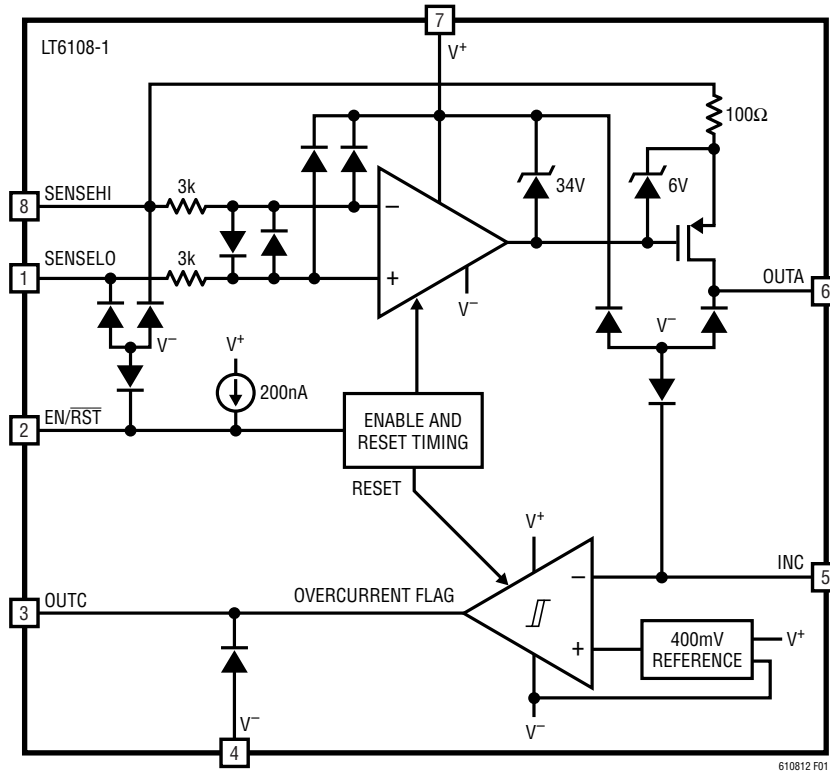 7
LT6108-1
V+
100Ω
34V
6V
3k
8
SENSEHI
−
3k
1
SENSELO
+
V−
OUTA
6
V−
V−
V+
200nA
2
EN/RST
ENABLE AND
RESET TIMING
RESET
V+
INC
5
−
3
OUTC
OVERCURRENT FLAG
+
400mV
REFERENCE
V+
V−
V−
4
610812 F01